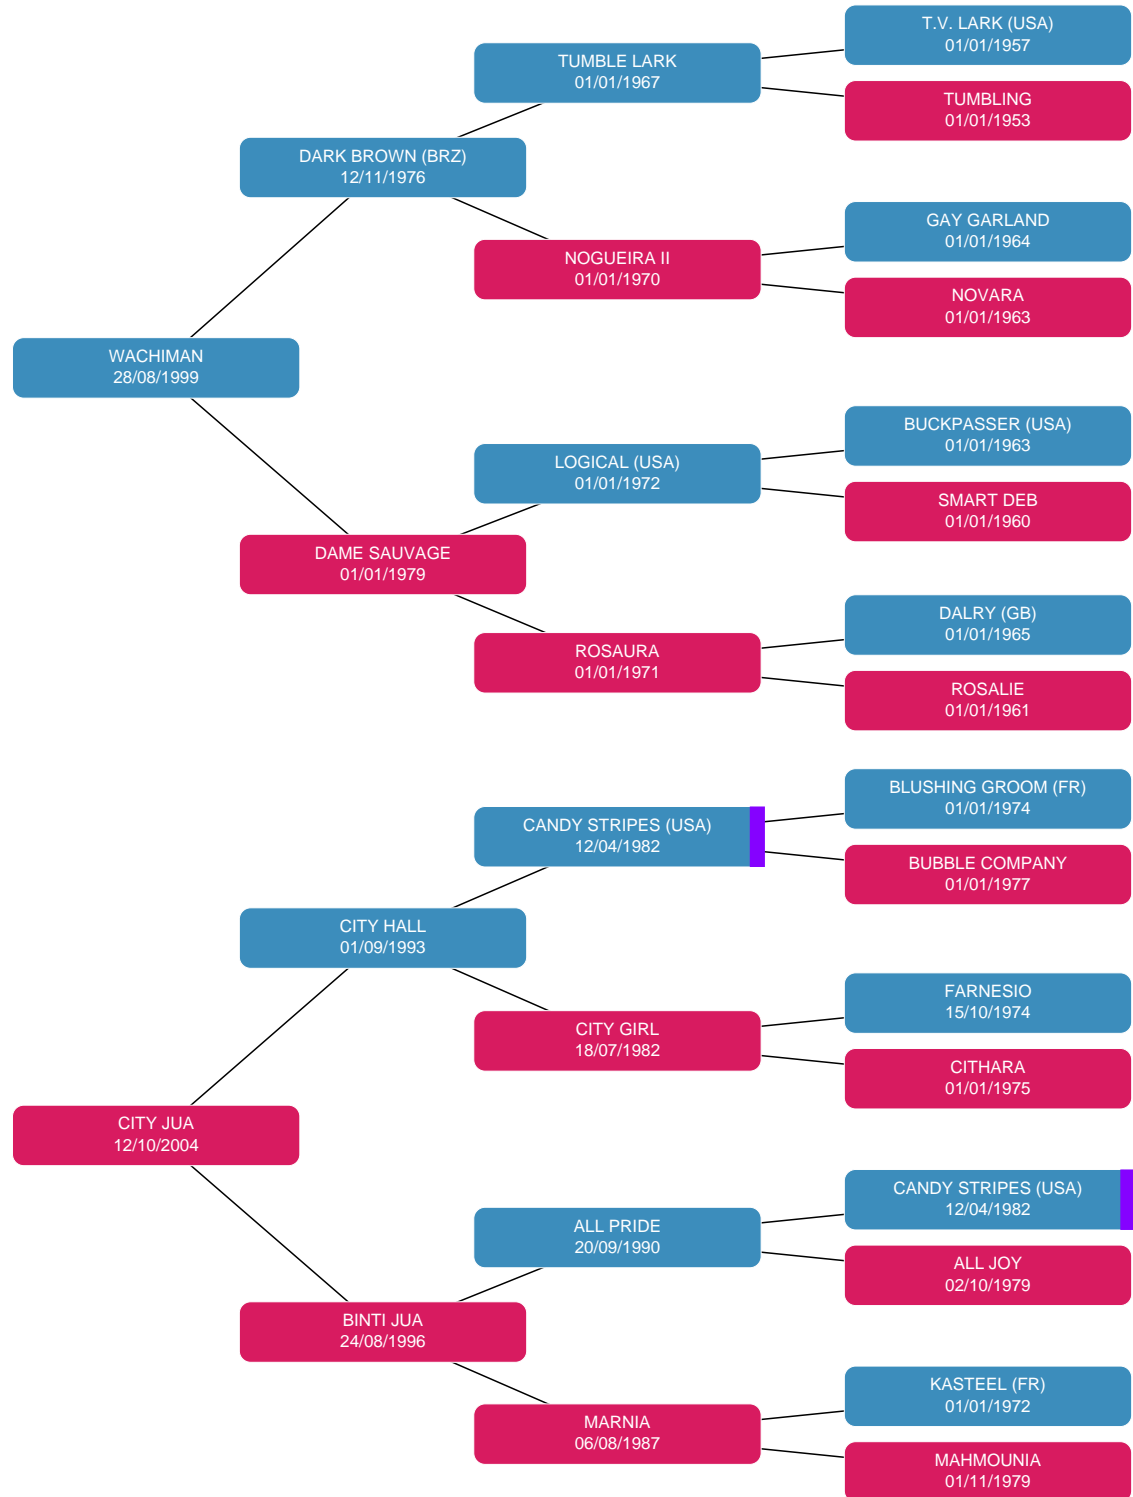 T.V. LARK (USA)
01/01/1957
TUMBLE LARK
01/01/1967
TUMBLING
01/01/1953
DARK BROWN (BRZ)
12/11/1976
GAY GARLAND
01/01/1964
NOGUEIRA II
01/01/1970
NOVARA
01/01/1963
WACHIMAN
28/08/1999
BUCKPASSER (USA)
01/01/1963
LOGICAL (USA)
01/01/1972
SMART DEB
01/01/1960
DAME SAUVAGE
01/01/1979
DALRY (GB)
01/01/1965
ROSAURA
01/01/1971
ROSALIE
01/01/1961
BLUSHING GROOM (FR)
01/01/1974
CANDY STRIPES (USA)
12/04/1982
BUBBLE COMPANY
01/01/1977
CITY HALL
01/09/1993
FARNESIO
15/10/1974
CITY GIRL
18/07/1982
CITHARA
01/01/1975
CITY JUA
12/10/2004
CANDY STRIPES (USA)
12/04/1982
ALL PRIDE
20/09/1990
ALL JOY
02/10/1979
BINTI JUA
24/08/1996
KASTEEL (FR)
01/01/1972
MARNIA
06/08/1987
MAHMOUNIA
01/11/1979